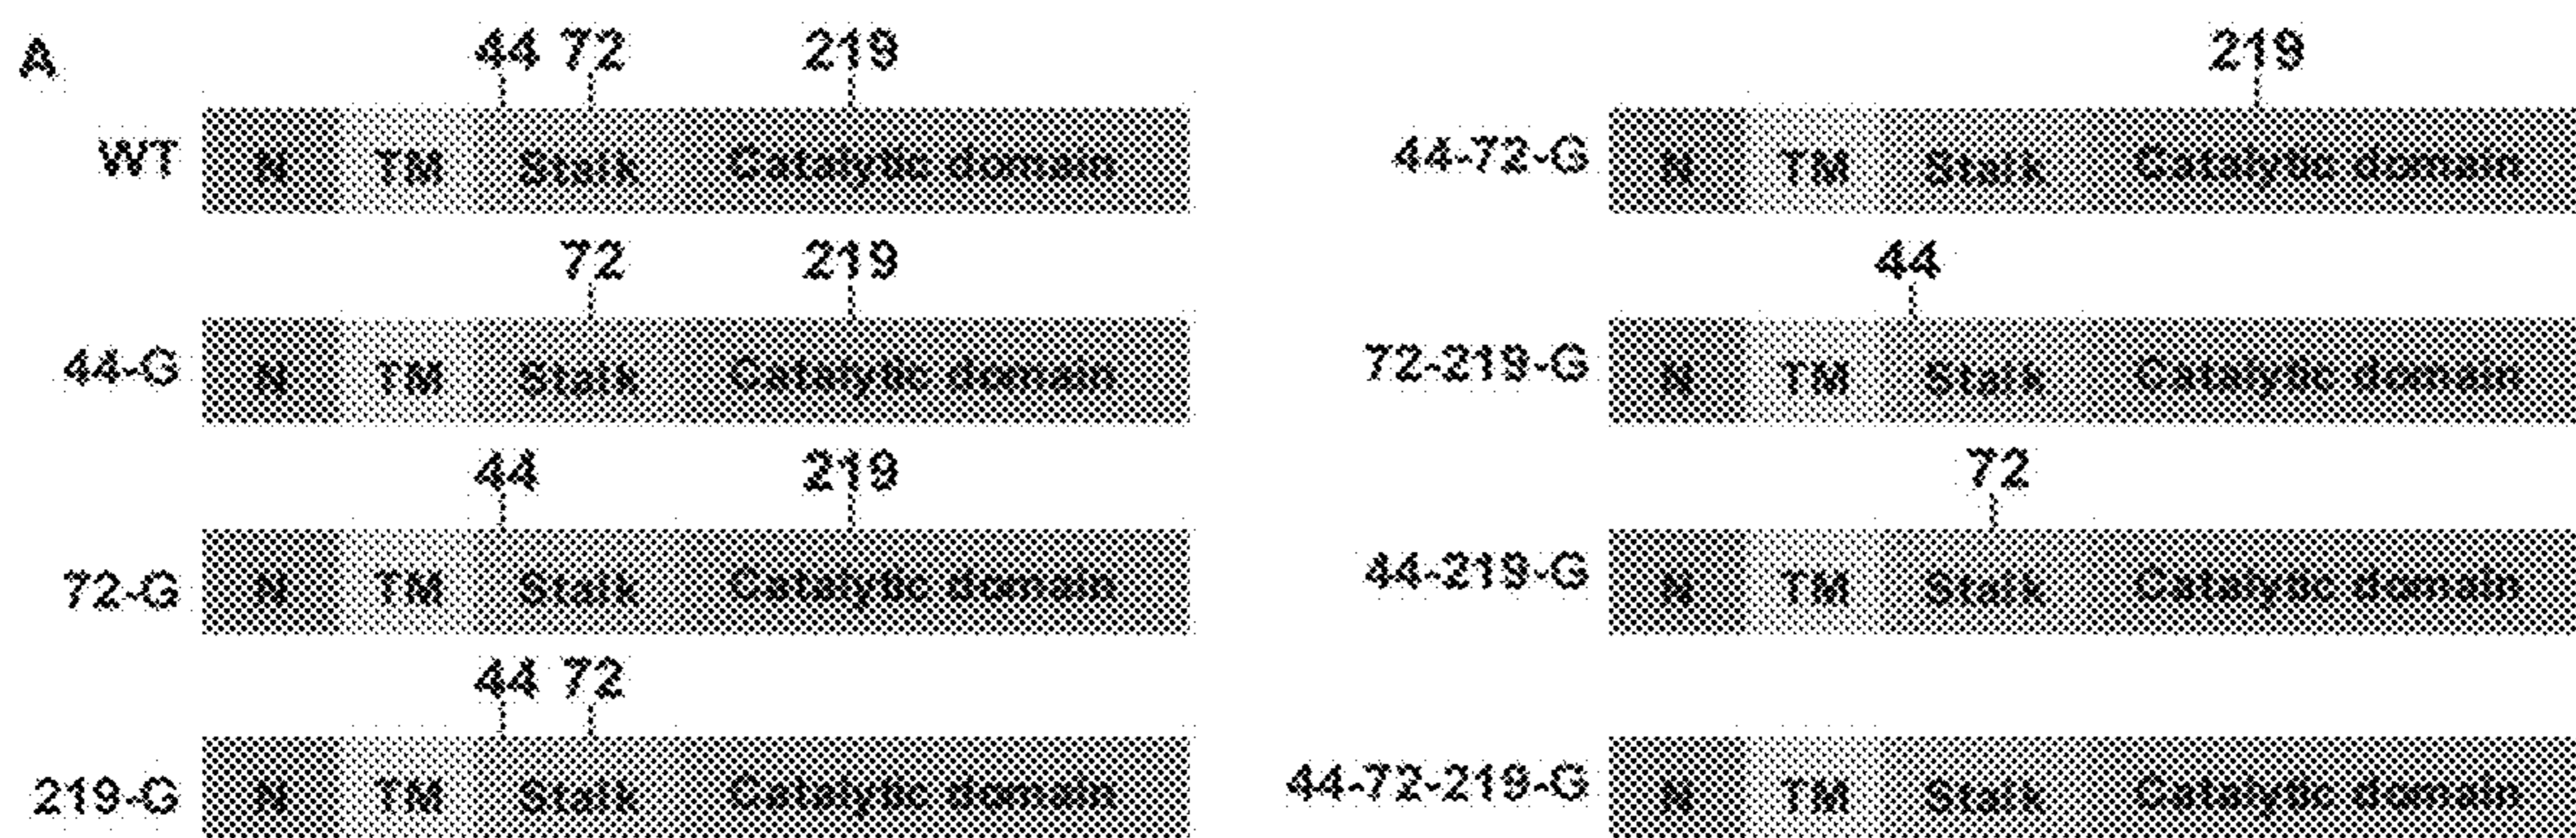 A
44 72 219
WT N TM Stalk Catalytic domain
72 219
44-G N TM Stalk Catalytic domain
44 219
72-G N TM Stalk Catalytic domain
44 72
219-G N TM Stalk Catalytic domain
219
44-72-G N TM Stalk Catalytic domain
44
72-219-G N TM Stalk Catalytic domain
72
44-219-G N TM Stalk Catalytic domain
44-72-219-G N TM Stalk Catalytic domain